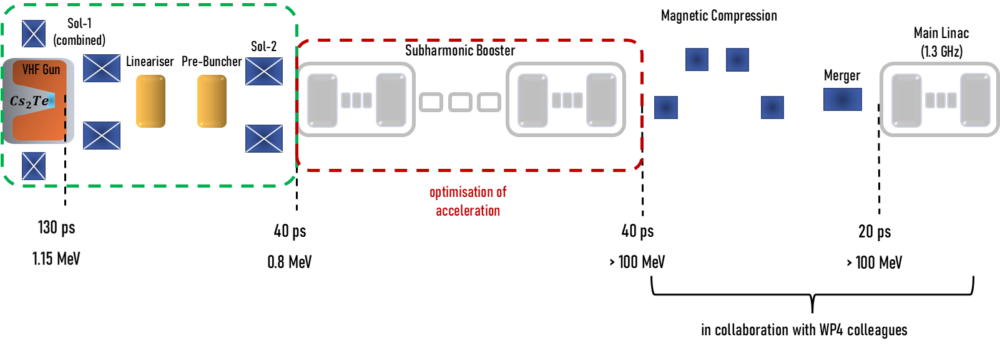 Magnetic Compression
Sol-1
(combined)
Sol-2
Subharmonic Booster
Main Linac
(1.3 GHz)
VHF Gun
Lineariser
Pre-Buncher
Merger
Cs₂Te
optimisation of
acceleration
130 ps
40 ps
40 ps
20 ps
1.15 MeV
0.8 MeV
> 100 MeV
> 100 MeV
in collaboration with WP4 colleagues